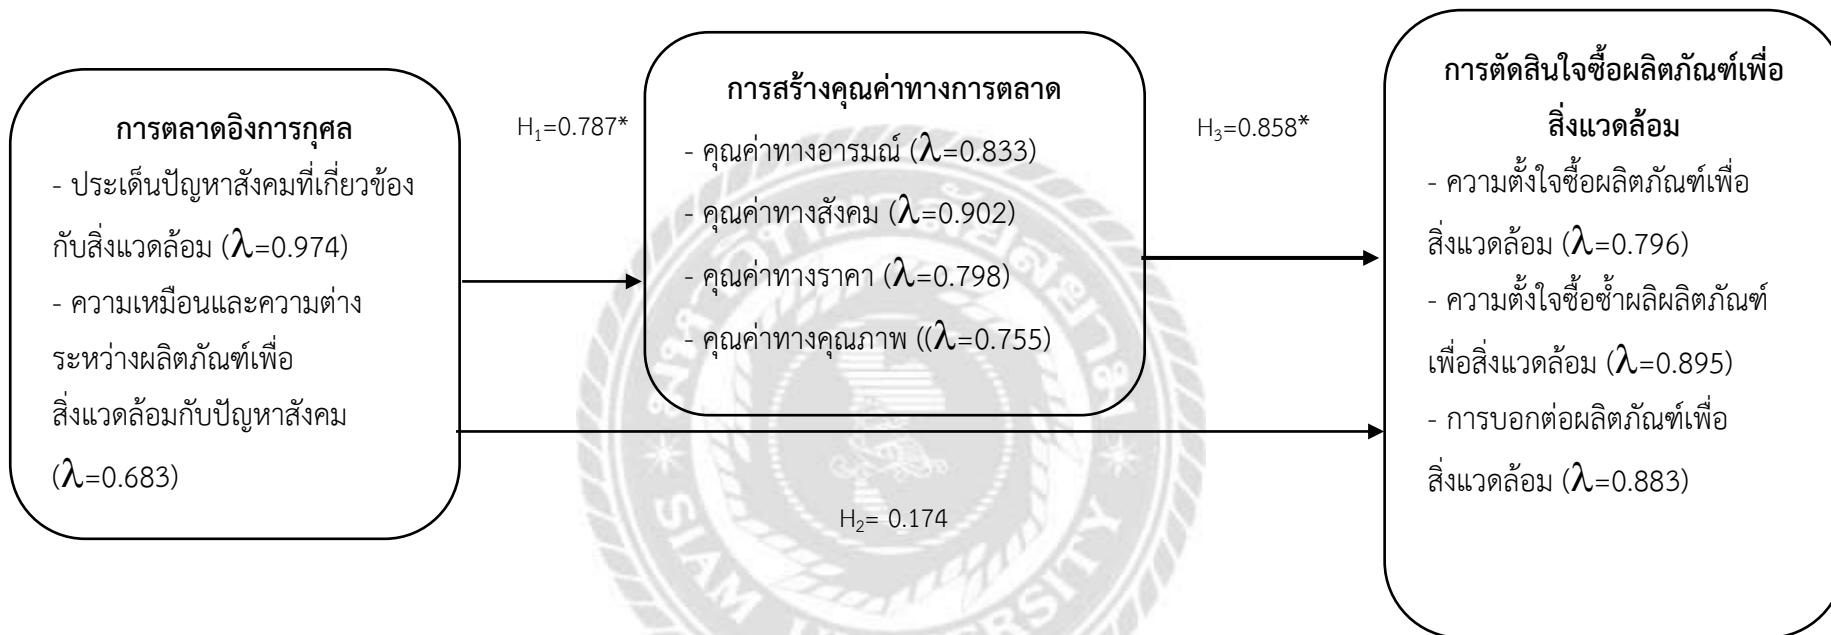 การตลาดอิงการกุศล
- ประเด็นปัญหาสังคมที่เกี่ยวข้อง
กับสิ่งแวดล้อม (λ=0.974)
- ความเหมือนและความต่าง
ระหว่างผลิตภัณฑ์เพื่อ
สิ่งแวดล้อมกับปัญหาสังคม
(λ=0.683)
H₁=0.787*
การสร้างคุณค่าทางการตลาด
- คุณค่าทางอารมณ์ (λ=0.833)
- คุณค่าทางสังคม (λ=0.902)
- คุณค่าทางราคา (λ=0.798)
- คุณค่าทางคุณภาพ ((λ=0.755)
H₃=0.858*
การตัดสินใจซื้อผลิตภัณฑ์เพื่อ
สิ่งแวดล้อม
- ความตั้งใจซื้อผลิตภัณฑ์เพื่อ
สิ่งแวดล้อม (λ=0.796)
- ความตั้งใจซื้อซ้ำผลิผลิตภัณฑ์
เพื่อสิ่งแวดล้อม (λ=0.895)
- การบอกต่อผลิตภัณฑ์เพื่อ
สิ่งแวดล้อม (λ=0.883)
H₂= 0.174
มหาวิทยาลัยสยาม
SIAM UNIVERSITY